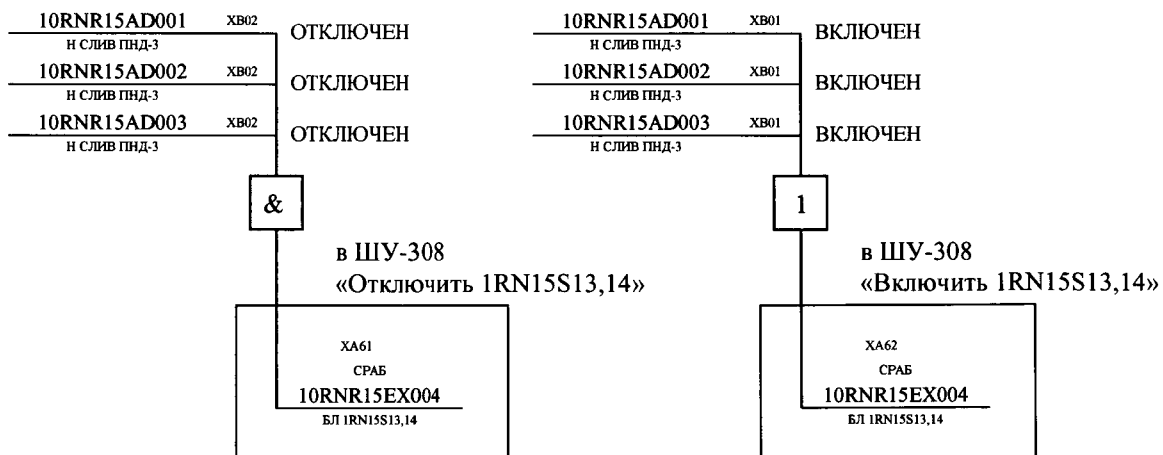 10RNR15AD001 XB02 ОТКЛЮЧЕН
Н СЛИВ ПНД-3
10RNR15AD002 XB02 ОТКЛЮЧЕН
Н СЛИВ ПНД-3
10RNR15AD003 XB02 ОТКЛЮЧЕН
Н СЛИВ ПНД-3
&
в ШУ-308
«Отключить 1RN15S13,14»
XA61
СРАБ
10RNR15EX004
БЛ 1RN15S13,14
10RNR15AD001 XB01 ВКЛЮЧЕН
Н СЛИВ ПНД-3
10RNR15AD002 XB01 ВКЛЮЧЕН
Н СЛИВ ПНД-3
10RNR15AD003 XB01 ВКЛЮЧЕН
Н СЛИВ ПНД-3
1
в ШУ-308
«Включить 1RN15S13,14»
XA62
СРАБ
10RNR15EX004
БЛ 1RN15S13,14